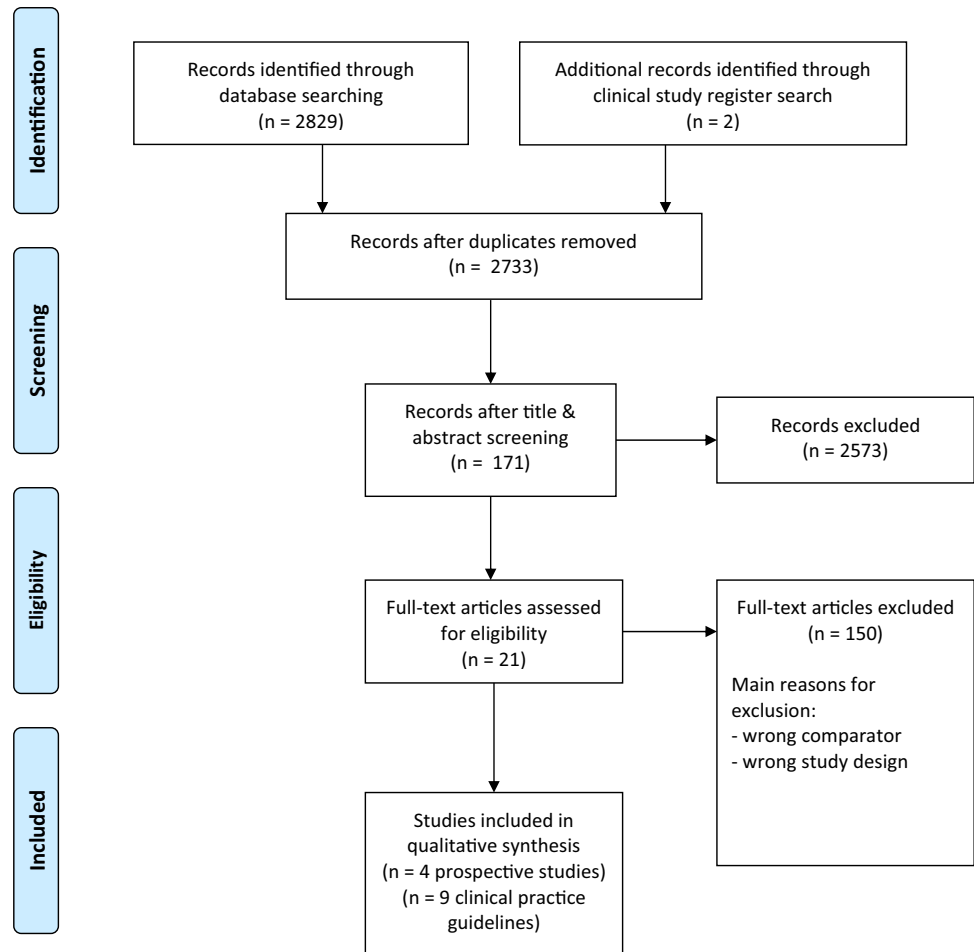 Identification
Records identified through
database searching
(n = 2829)
Additional records identified through
clinical study register search
(n = 2)
Records after duplicates removed
(n = 2733)
Screening
Records after title &
abstract screening
(n = 171)
Records excluded
(n = 2573)
Eligibility
Full-text articles assessed
for eligibility
(n = 21)
Full-text articles excluded
(n = 150)
Main reasons for
exclusion:
- wrong comparator
- wrong study design
Included
Studies included in
qualitative synthesis
(n = 4 prospective studies)
(n = 9 clinical practice
guidelines)